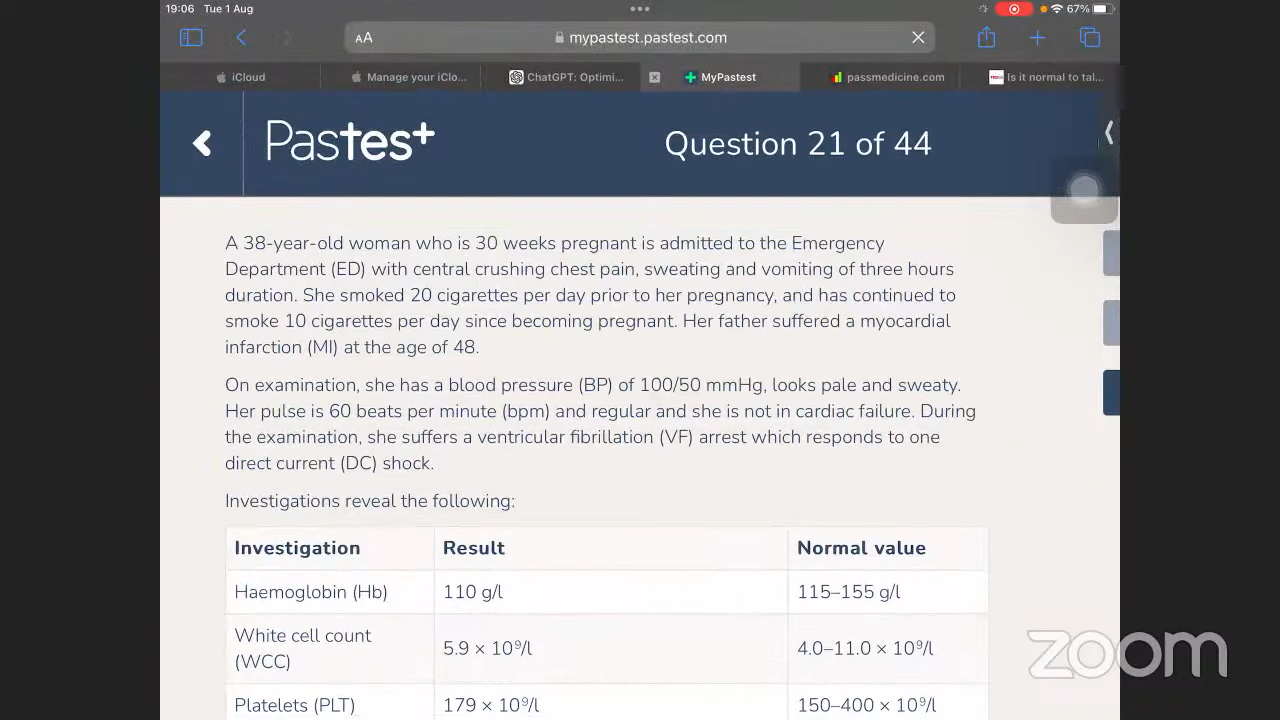 19:06 Tue 1 Aug
67%
AA
mypastest.pastest.com
iCloud
Manage your iClo...
ChatGPT: Optimi...
MyPastest
passmedicine.com
Is it normal to tal...
Pastest+
Question 21 of 44
A 38-year-old woman who is 30 weeks pregnant is admitted to the Emergency
Department (ED) with central crushing chest pain, sweating and vomiting of three hours
duration. She smoked 20 cigarettes per day prior to her pregnancy, and has continued to
smoke 10 cigarettes per day since becoming pregnant. Her father suffered a myocardial
infarction (MI) at the age of 48.
On examination, she has a blood pressure (BP) of 100/50 mmHg, looks pale and sweaty.
Her pulse is 60 beats per minute (bpm) and regular and she is not in cardiac failure. During
the examination, she suffers a ventricular fibrillation (VF) arrest which responds to one
direct current (DC) shock.
Investigations reveal the following:
Investigation Result Normal value
Haemoglobin (Hb) 110 g/l 115–155 g/l
White cell count
(WCC) 5.9 × 10⁹/l 4.0–11.0 × 10⁹/l
Platelets (PLT) 179 × 10⁹/l 150–400 × 10⁹/l
zoom